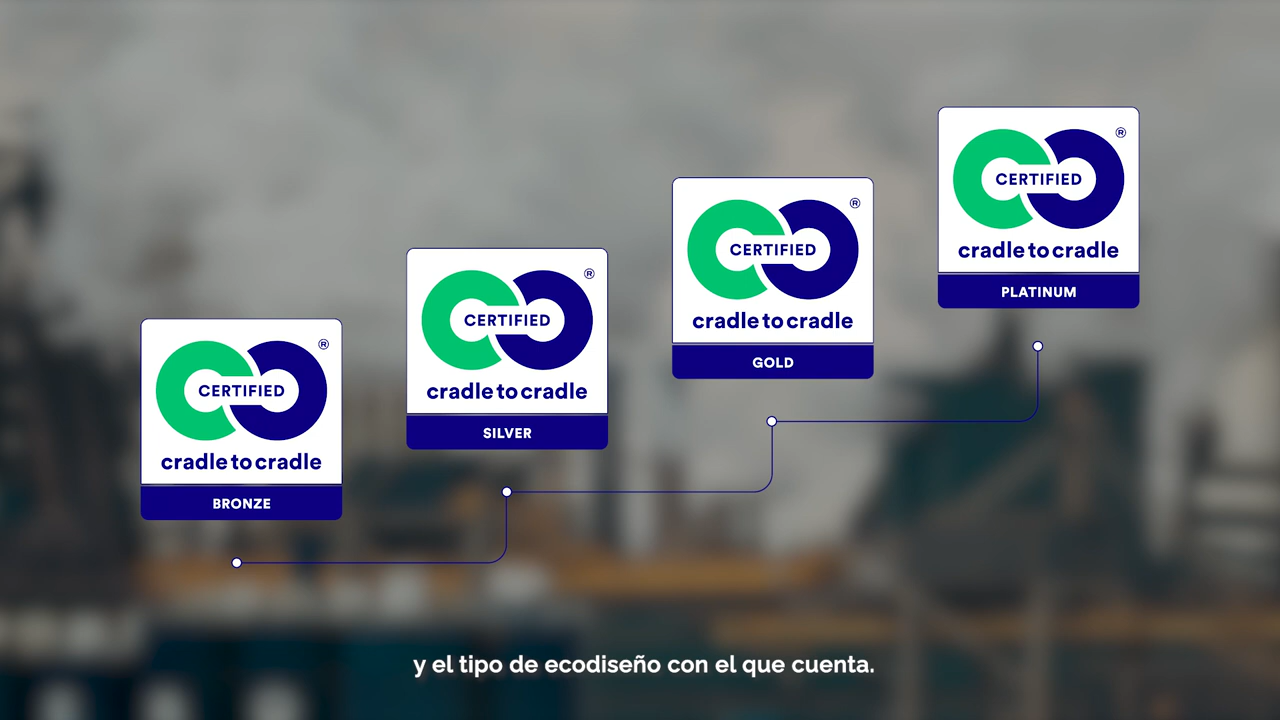 ®
CERTIFIED
cradle to cradle
BRONZE
®
CERTIFIED
cradle to cradle
SILVER
®
CERTIFIED
cradle to cradle
GOLD
®
CERTIFIED
cradle to cradle
PLATINUM
y el tipo de ecodiseño con el que cuenta.